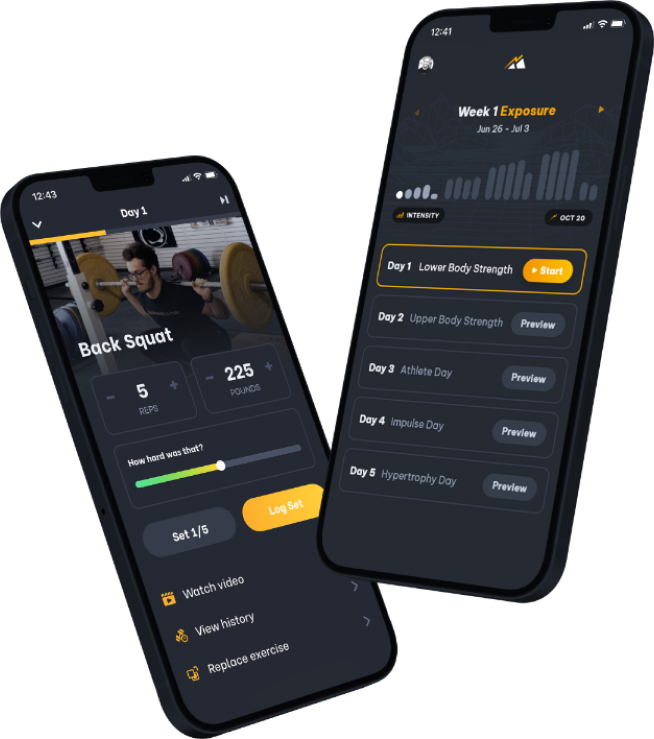 12:43
Day 1
Back Squat
- 5 +
REPS
- 225 +
POUNDS
How hard was that?
Set 1/5
Log Set
Watch video
View history
Replace exercise
12:41
Week 1 Exposure
Jun 26 - Jul 3
INTENSITY
OCT 20
Day 1 Lower Body Strength
Start
Day 2 Upper Body Strength
Preview
Day 3 Athlete Day
Preview
Day 4 Impulse Day
Preview
Day 5 Hypertrophy Day
Preview